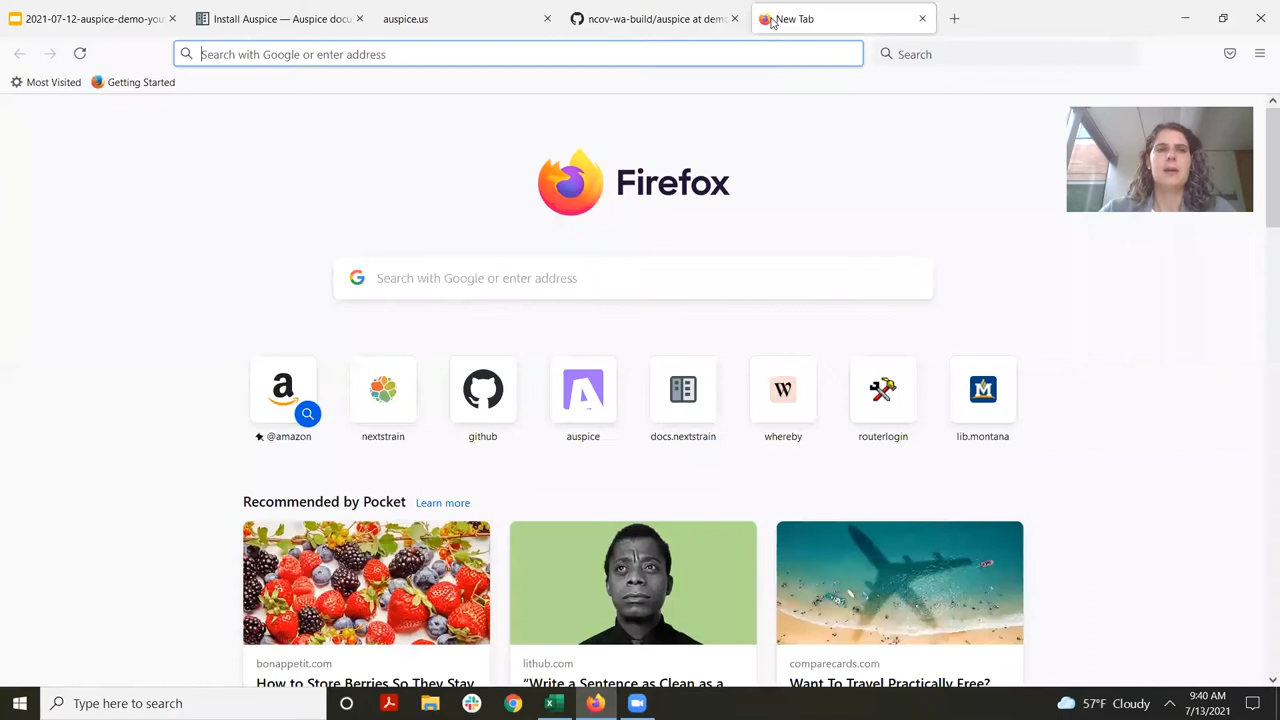 2021-07-12-auspice-demo-you
Install Auspice — Auspice docu
auspice.us
ncov-wa-build/auspice at dem
New Tab
Search with Google or enter address
Search
Most Visited
Getting Started
Firefox
Search with Google or enter address
@amazon
nextstrain
github
auspice
docs.nextstrain
whereby
routerlogin
lib.montana
Recommended by Pocket
Learn more
bonappetit.com
How to Store Berries So They Stay
lithub.com
“Write a Sentence as Clean as a
comparecards.com
Want To Travel Practically Free?
Type here to search
57°F Cloudy
9:40 AM
7/13/2021